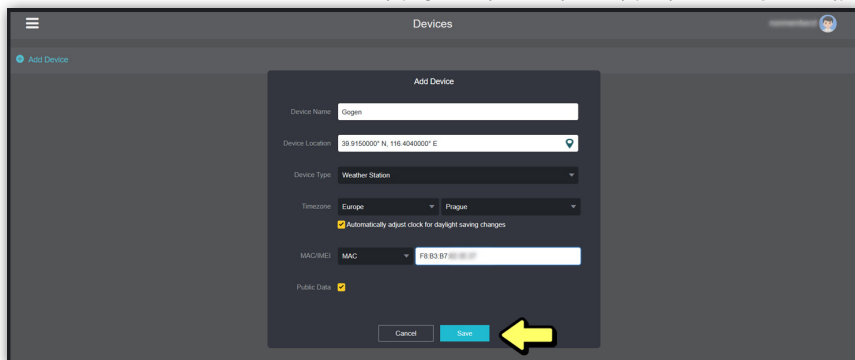 Devices
Add Device
Add Device
Device Name Gogen
Device Location 39.9150000° N, 116.4040000° E
Device Type Weather Station
Timezone Europe Prague
Automatically adjust clock for daylight saving changes
MAC/IMEI MAC F8:B3:B7
Public Data
Cancel Save